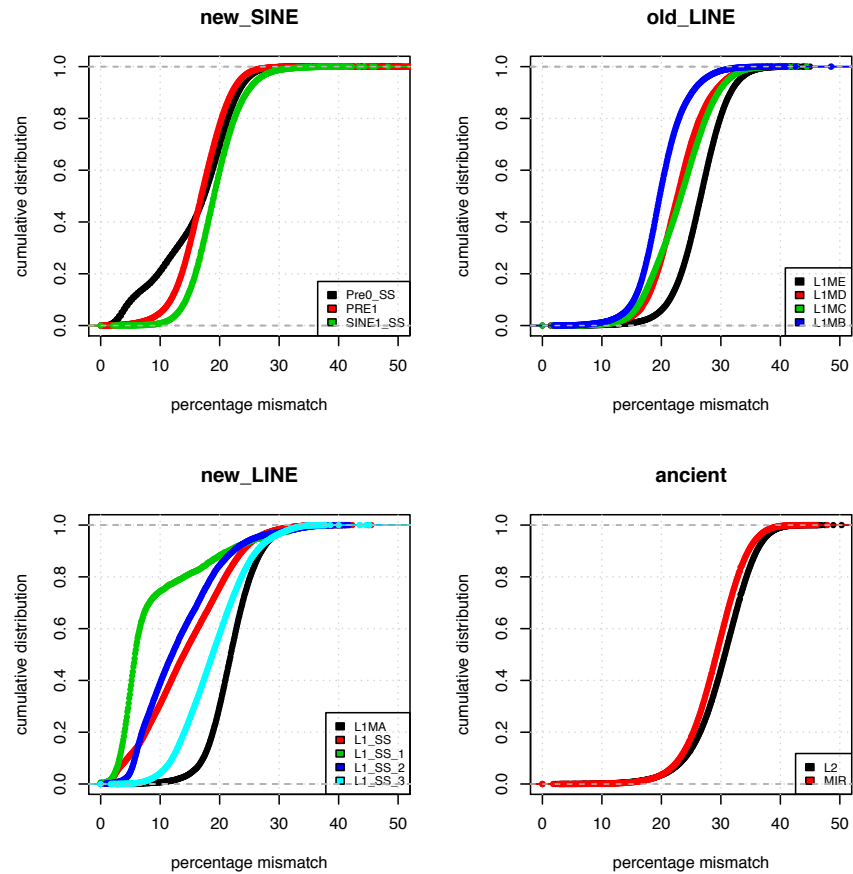 new_SINE
cumulative distribution
1.0
0.8
0.6
0.4
0.2
0.0
Pre0_SS
PRE1
SINE1_SS
0 10 20 30 40 50
percentage mismatch
old_LINE
cumulative distribution
1.0
0.8
0.6
0.4
0.2
0.0
L1ME
L1MD
L1MC
L1MB
0 10 20 30 40 50
percentage mismatch
new_LINE
cumulative distribution
1.0
0.8
0.6
0.4
0.2
0.0
L1MA
L1_SS
L1_SS_1
L1_SS_2
L1_SS_3
0 10 20 30 40 50
percentage mismatch
ancient
cumulative distribution
1.0
0.8
0.6
0.4
0.2
0.0
L2
MIR
0 10 20 30 40 50
percentage mismatch